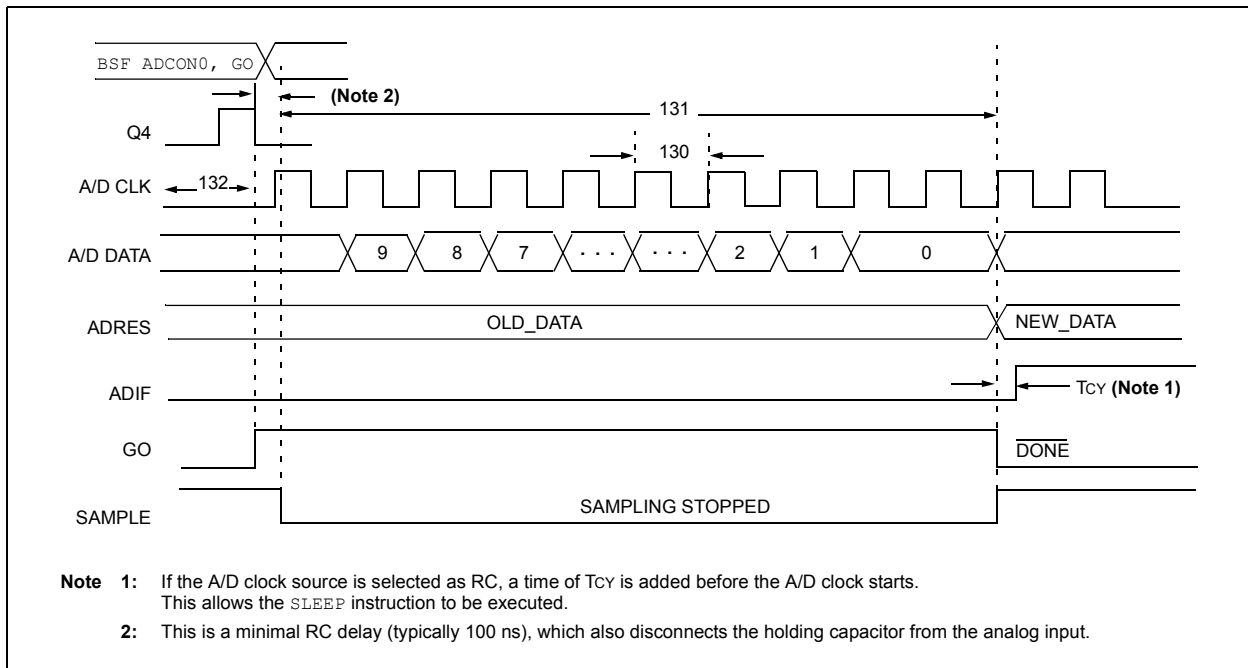 BSF ADCON0, GO
(Note 2)
131
Q4
130
A/D CLK
132
A/D DATA
9 8 7 · · · · · · 2 1 0
ADRES
OLD_DATA
NEW_DATA
ADIF
TCY (Note 1)
GO
DONE
SAMPLE
SAMPLING STOPPED
Note 1: If the A/D clock source is selected as RC, a time of TCY is added before the A/D clock starts.
This allows the SLEEP instruction to be executed.
2: This is a minimal RC delay (typically 100 ns), which also disconnects the holding capacitor from the analog input.